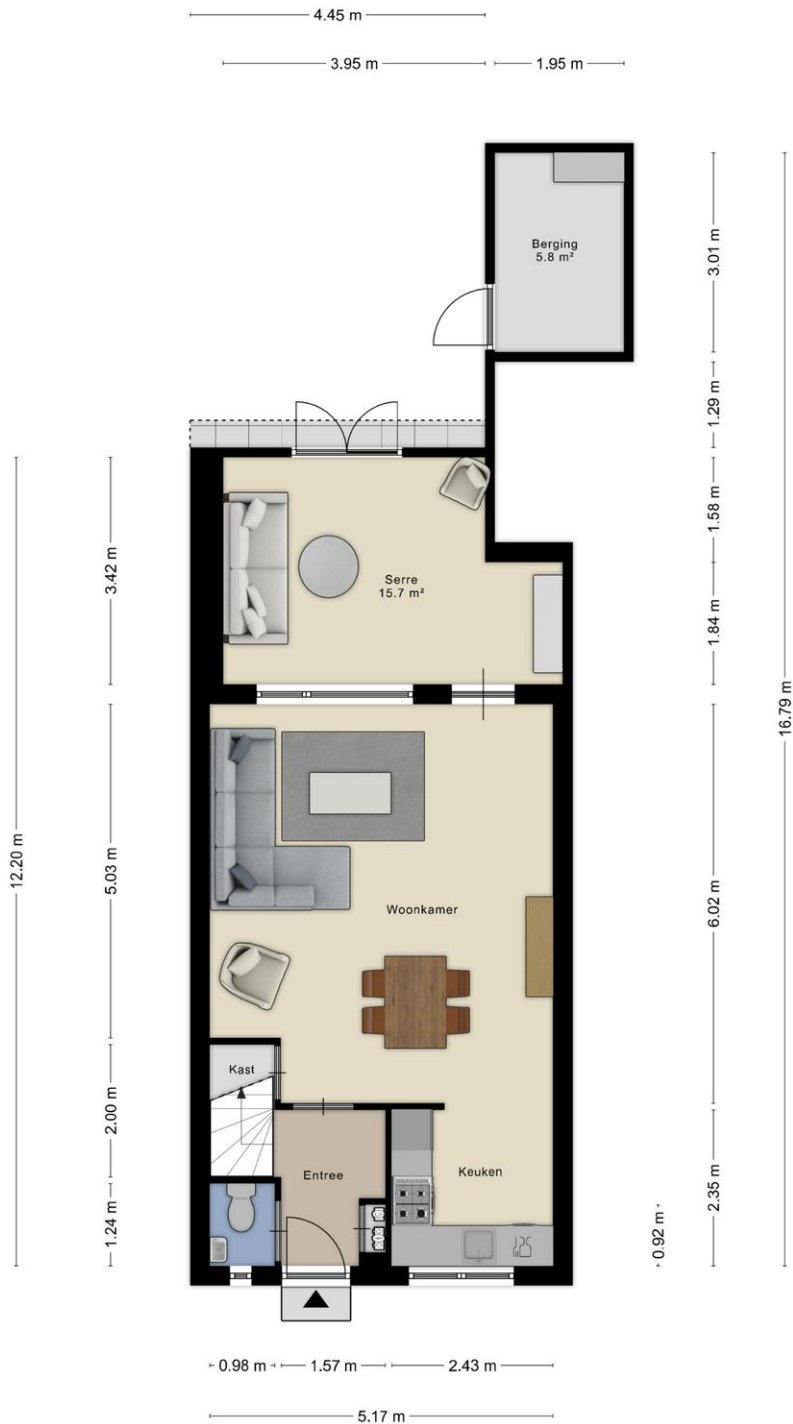 4.45 m
3.95 m
1.95 m
Berging
5.8 m²
3.01 m
1.29 m
1.58 m
3.42 m
Serre
15.7 m²
1.84 m
16.79 m
12.20 m
5.03 m
Woonkamer
6.02 m
Kast
2.00 m
Entree
Keuken
2.35 m
1.24 m
0.92 m
0.98 m
1.57 m
2.43 m
5.17 m